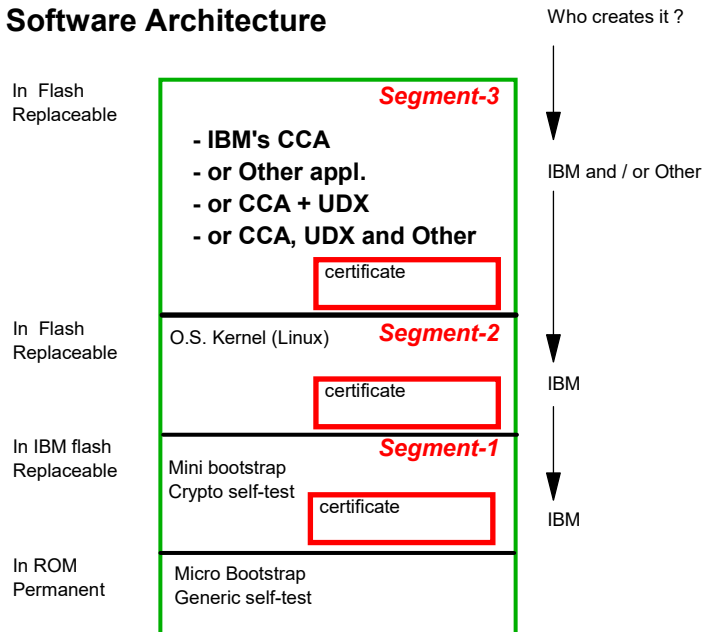 Software Architecture
Who creates it ?
In Flash
Replaceable
Segment-3
- IBM's CCA
- or Other appl.
- or CCA + UDX
- or CCA, UDX and Other
certificate
IBM and / or Other
In Flash
Replaceable
O.S. Kernel (Linux)
Segment-2
certificate
IBM
In IBM flash
Replaceable
Segment-1
Mini bootstrap
Crypto self-test
certificate
IBM
In ROM
Permanent
Micro Bootstrap
Generic self-test